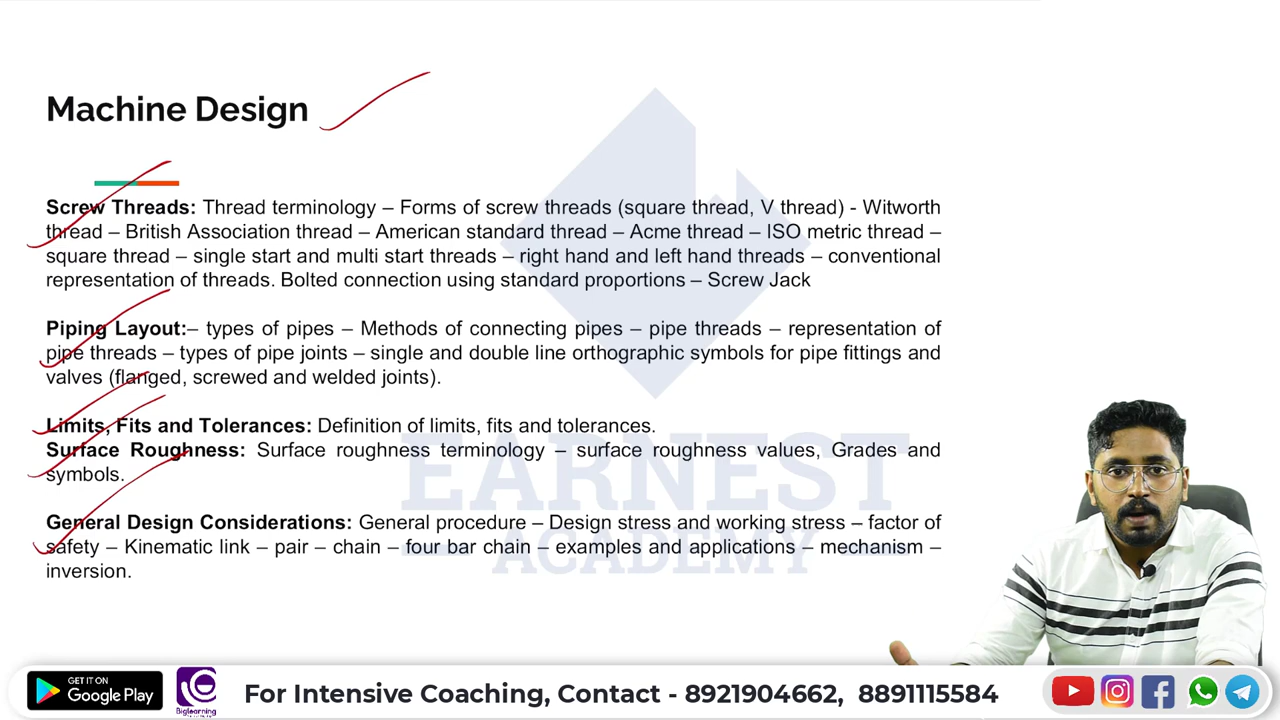 Machine Design
Screw Threads: Thread terminology – Forms of screw threads (square thread, V thread) - Witworth
thread – British Association thread – American standard thread – Acme thread – ISO metric thread –
square thread – single start and multi start threads – right hand and left hand threads – conventional
representation of threads. Bolted connection using standard proportions – Screw Jack
Piping Layout:– types of pipes – Methods of connecting pipes – pipe threads – representation of
pipe threads – types of pipe joints – single and double line orthographic symbols for pipe fittings and
valves (flanged, screwed and welded joints).
Limits, Fits and Tolerances: Definition of limits, fits and tolerances.
Surface Roughness: Surface roughness terminology – surface roughness values, Grades and
symbols.
General Design Considerations: General procedure – Design stress and working stress – factor of
safety – Kinematic link – pair – chain – four bar chain – examples and applications – mechanism –
inversion.
EARNEST
ACADEMY
GET IT ON
Google Play
Biglearning
For Intensive Coaching, Contact - 8921904662, 8891115584